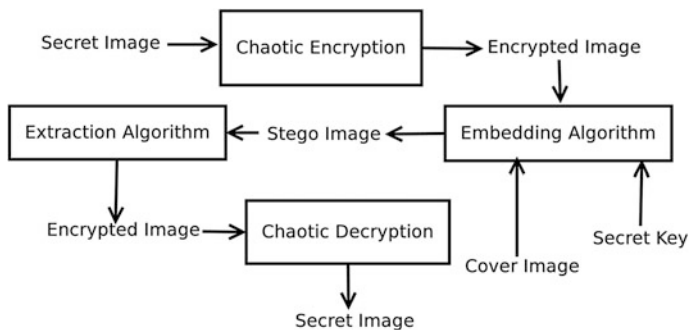 Secret Image
Chaotic Encryption
Encrypted Image
Extraction Algorithm
Stego Image
Embedding Algorithm
Encrypted Image
Chaotic Decryption
Secret Key
Cover Image
Secret Image